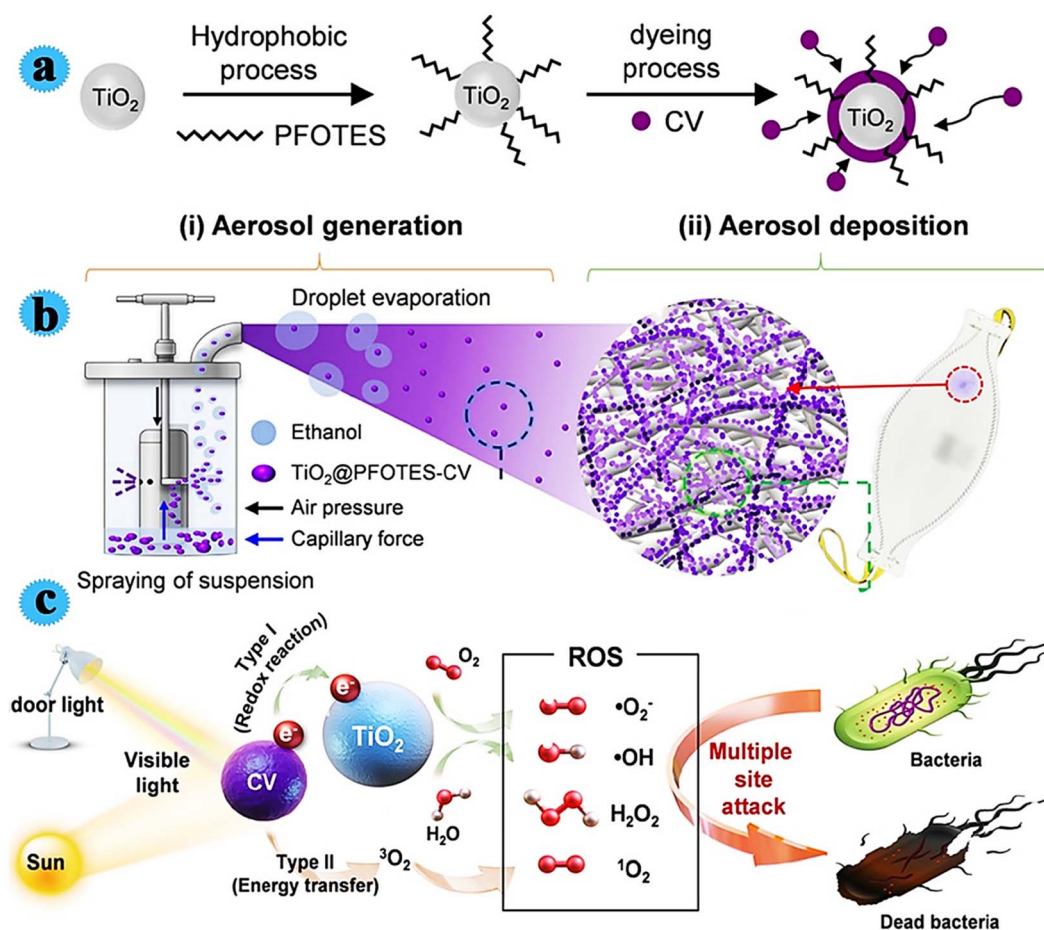 a
TiO₂
Hydrophobic
process
PFOTES
TiO₂
dyeing
process
CV
TiO₂
(i) Aerosol generation
(ii) Aerosol deposition
b
Droplet evaporation
Ethanol
TiO₂@PFOTES-CV
Air pressure
Capillary force
Spraying of suspension
c
door light
Visible
light
Sun
Type I
(Redox reaction)
e⁻
e⁻
CV
TiO₂
O₂
H₂O
Type II
(Energy transfer)
³O₂
ROS
•O₂⁻
•OH
H₂O₂
¹O₂
Multiple
site
attack
Bacteria
Dead bacteria